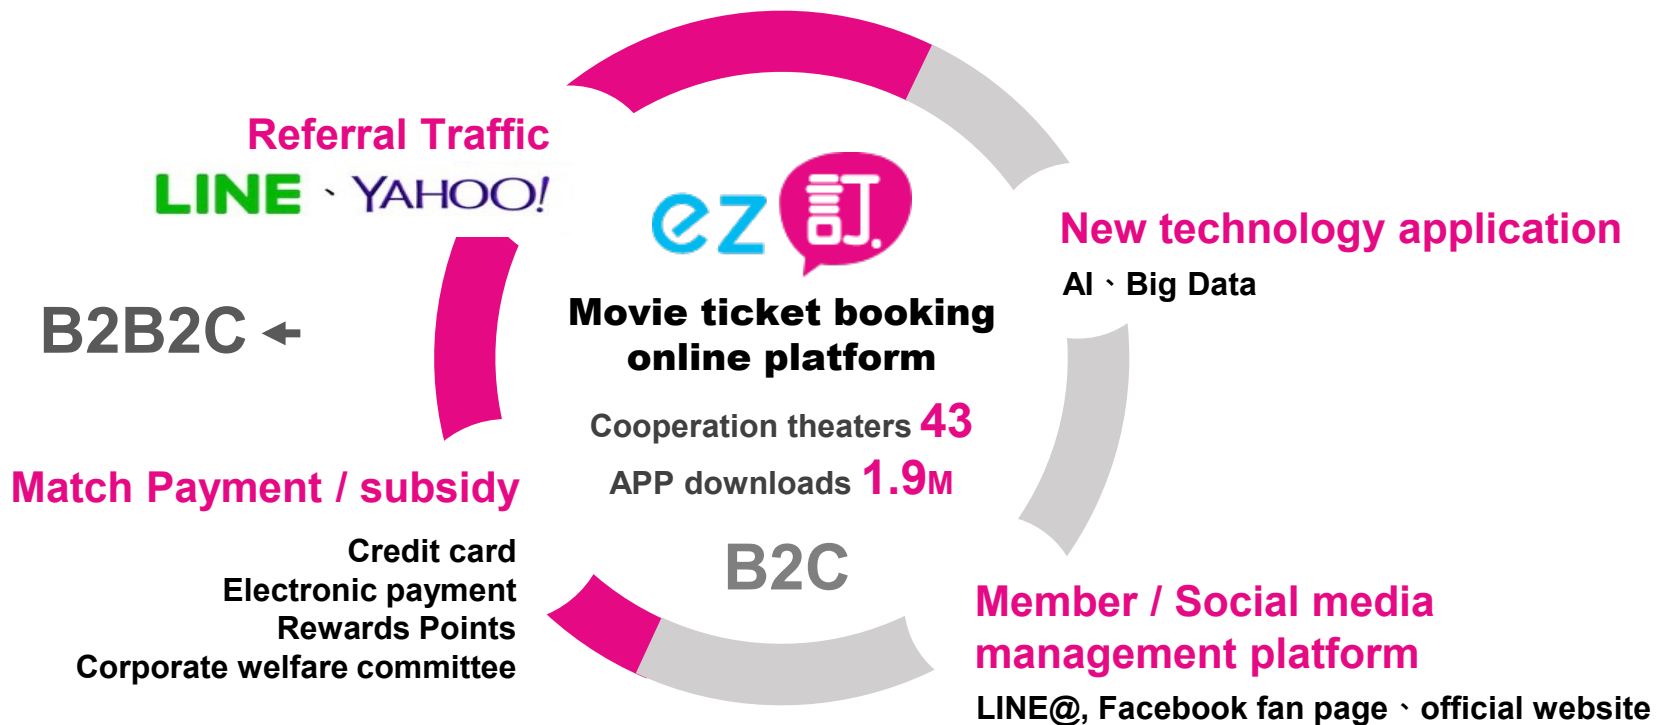 Referral Traffic
LINE、YAHOO!
B2B2C
Match Payment / subsidy
Credit card
Electronic payment
Rewards Points
Corporate welfare committee
ez訂.
Movie ticket booking
online platform
Cooperation theaters 43
APP downloads 1.9M
B2C
New technology application
AI、Big Data
Member / Social media
management platform
LINE@, Facebook fan page、official website